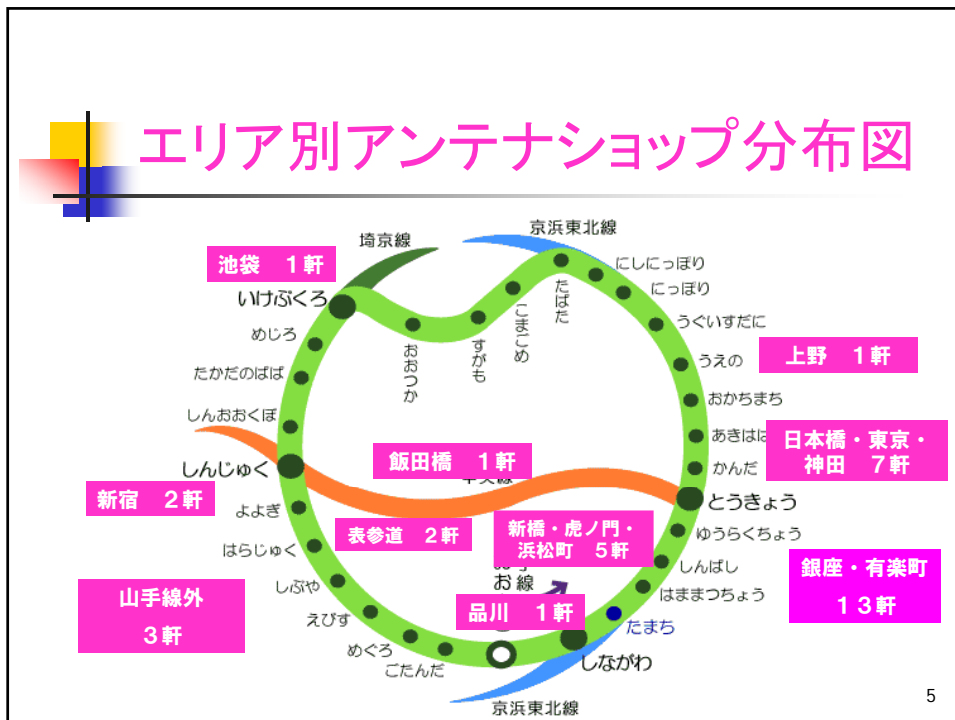 エリア別アンテナショップ分布図
京浜東北線
埼京線
池袋　１軒
いけぶくろ
めじろ
たかだのばば
しんおおくぼ
しんじゅく
新宿　２軒
よよぎ
はらじゅく
しぶや
えびす
めぐろ
ごたんだ
山手線外
３軒
おおつか
すがも
こまごめ
たばた
にしにっぽり
にっぽり
うぐいすだに
うえの
上野　１軒
おかちまち
あきは
日本橋・東京・
神田　７軒
かんだ
とうきょう
ゆうらくちょう
しんばし
はままつちょう
銀座・有楽町
１３軒
飯田橋　１軒
表参道　２軒
新橋・虎ノ門・
浜松町　５軒
お線
品川　１軒
たまち
しながわ
京浜東北線
5